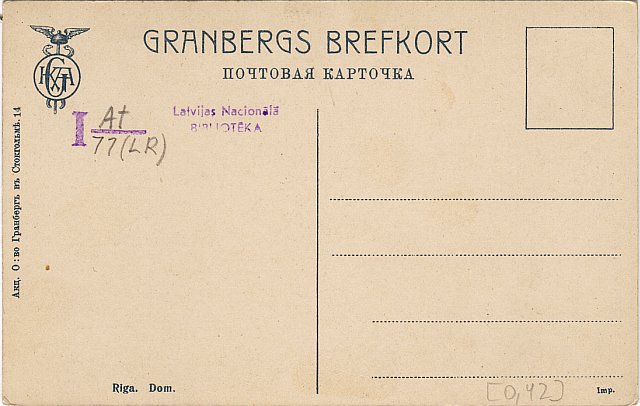 GRANBERGS BREFKORT
ПОЧТОВАЯ КАРТОЧКА
I At
77(LR)
Latvijas Nacionālā
BIBLIOTĒKA
Акц. О:во Гранбергъ въ Стокгольмѣ. 14
Riga. Dom.
[0,42]
Imp.